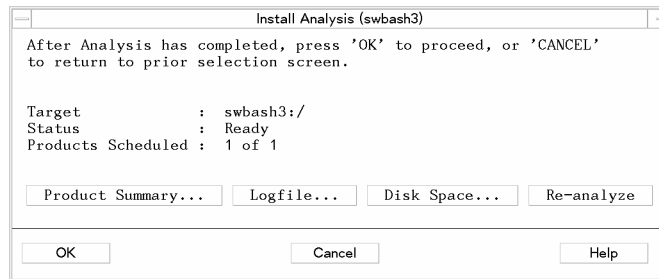 Install Analysis (swbash3)
After Analysis has completed, press ’OK’ to proceed, or ’CANCEL’
to return to prior selection screen.
Target : swbash3:/
Status : Ready
Products Scheduled : 1 of 1
Product Summary... Logfile... Disk Space... Re-analyze
OK Cancel Help